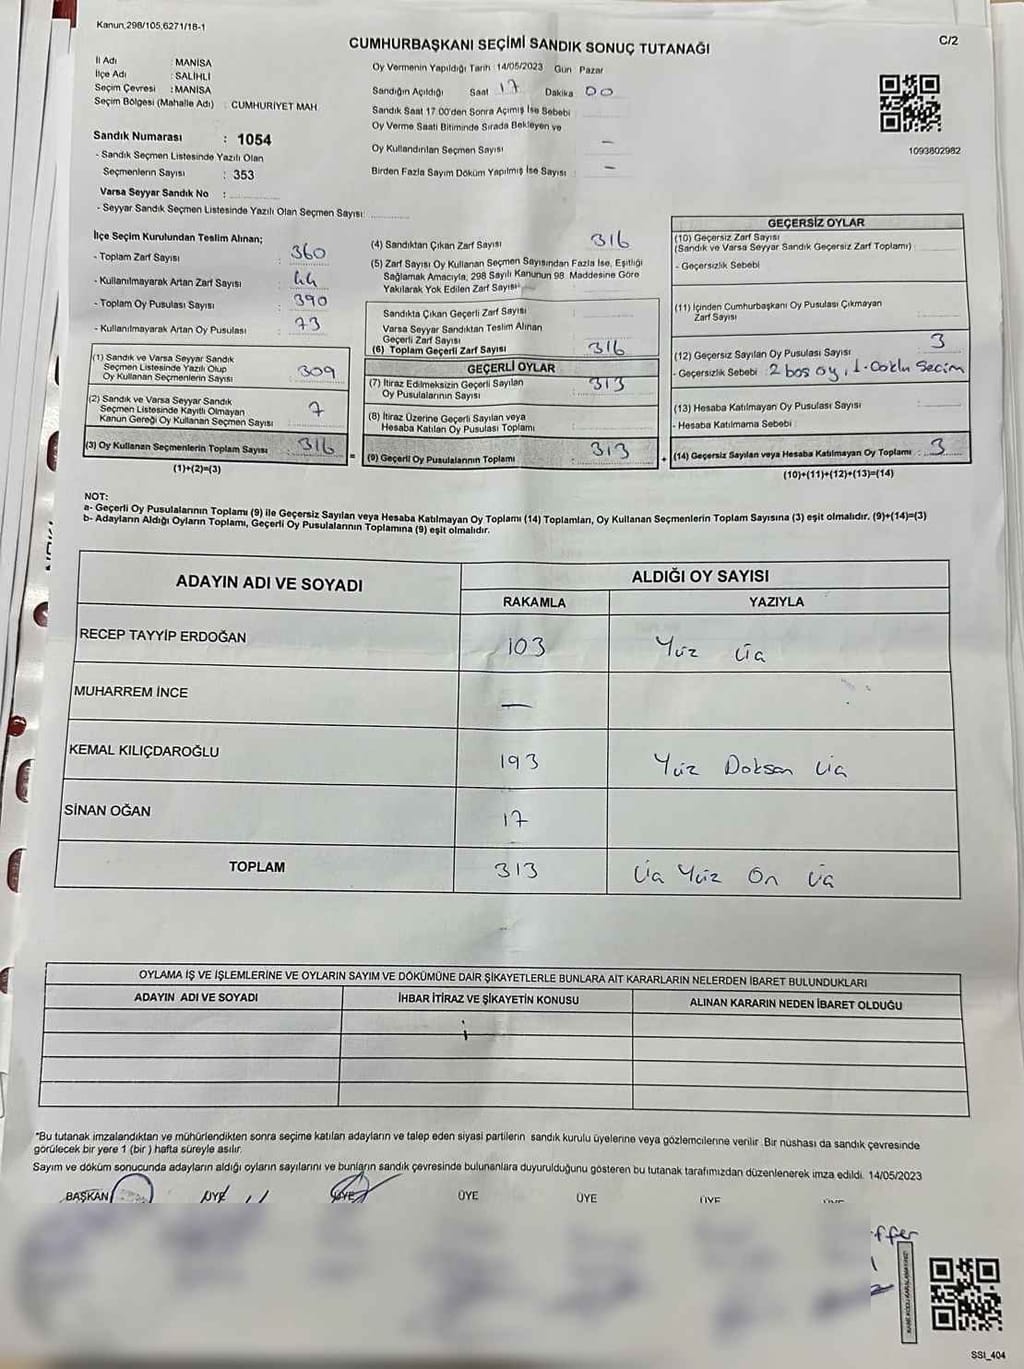 Kanun,298/105,6271/18-1
CUMHURBAŞKANI SEÇİMİ SANDIK SONUÇ TUTANAĞI
C/2
İl Adı : MANİSA
İlçe Adı : SALİHLİ
Seçim Çevresi : MANİSA
Seçim Bölgesi (Mahalle Adı) : CUMHURİYET MAH.
Oy Vermenin Yapıldığı Tarih : 14/05/2023 Gün : Pazar
Sandığın Açıldığı Saat 17 Dakika 00
Sandık Saat 17.00'den Sonra Açılmış İse Sebebi
Oy Verme Saati Bitiminde Sırada Bekleyen ve
Oy Kullandırılan Seçmen Sayısı —
Birden Fazla Sayım Döküm Yapılmış İse Sayısı : —
1093802982
Sandık Numarası : 1054
- Sandık Seçmen Listesinde Yazılı Olan
Seçmenlerin Sayısı : 353
Varsa Seyyar Sandık No :
- Seyyar Sandık Seçmen Listesinde Yazılı Olan Seçmen Sayısı:
İlçe Seçim Kurulundan Teslim Alınan;
- Toplam Zarf Sayısı : 360
- Kullanılmayarak Artan Zarf Sayısı : 44
- Toplam Oy Pusulası Sayısı : 390
- Kullanılmayarak Artan Oy Pusulası : 73
(1) Sandık ve Varsa Seyyar Sandık
Seçmen Listesinde Yazılı Olup
Oy Kullanan Seçmenlerin Sayısı : 309
(2) Sandık ve Varsa Seyyar Sandık
Seçmen Listesinde Kayıtlı Olmayan
Kanun Gereği Oy Kullanan Seçmen Sayısı : 7
(3) Oy Kullanan Seçmenlerin Toplam Sayısı : 316
(1)+(2)=(3)
(4) Sandıktan Çıkan Zarf Sayısı : 316
(5) Zarf Sayısı Oy Kullanan Seçmen Sayısından Fazla İse, Eşitliği
Sağlamak Amacıyla, 298 Sayılı Kanunun 98. Maddesine Göre
Yakılarak Yok Edilen Zarf Sayısı
Sandıkta Çıkan Geçerli Zarf Sayısı
Varsa Seyyar Sandıktan Teslim Alınan
Geçerli Zarf Sayısı
(6) Toplam Geçerli Zarf Sayısı : 316
GEÇERLİ OYLAR
(7) İtiraz Edilmeksizin Geçerli Sayılan
Oy Pusulalarının Sayısı : 313
(8) İtiraz Üzerine Geçerli Sayılan veya
Hesaba Katılan Oy Pusulası Toplamı
(9) Geçerli Oy Pusulalarının Toplamı : 313
GEÇERSİZ OYLAR
(10) Geçersiz Zarf Sayısı
(Sandık ve Varsa Seyyar Sandık Geçersiz Zarf Toplamı)
- Geçersizlik Sebebi
(11) İçinden Cumhurbaşkanı Oy Pusulası Çıkmayan
Zarf Sayısı
(12) Geçersiz Sayılan Oy Pusulası Sayısı : 3
- Geçersizlik Sebebi : 2 boş oy, 1 - Çoklu Seçim
(13) Hesaba Katılmayan Oy Pusulası Sayısı
- Hesaba Katılmama Sebebi
(14) Geçersiz Sayılan veya Hesaba Katılmayan Oy Toplamı : 3
(10)+(11)+(12)+(13)=(14)
NOT:
a- Geçerli Oy Pusulalarının Toplamı (9) ile Geçersiz Sayılan veya Hesaba Katılmayan Oy Toplamı (14) Toplamları, Oy Kullanan Seçmenlerin Toplam Sayısına (3) eşit olmalıdır. (9)+(14)=(3)
b- Adayların Aldığı Oyların Toplamı, Geçerli Oy Pusulalarının Toplamına (9) eşit olmalıdır.
ADAYIN ADI VE SOYADI ALDIĞI OY SAYISI
RAKAMLA YAZIYLA
RECEP TAYYİP ERDOĞAN 103 Yüz Üç
MUHARREM İNCE —
KEMAL KILIÇDAROĞLU 193 Yüz Doksan Üç
SİNAN OĞAN 17
TOPLAM 313 Üç Yüz On Üç
OYLAMA İŞ VE İŞLEMLERİNE VE OYLARIN SAYIM VE DÖKÜMÜNE DAİR ŞİKAYETLERLE BUNLARA AİT KARARLARIN NELERDEN İBARET BULUNDUKLARI
ADAYIN ADI VE SOYADI İHBAR İTİRAZ VE ŞİKAYETİN KONUSU ALINAN KARARIN NEDEN İBARET OLDUĞU
"Bu tutanak imzalandıktan ve mühürlendikten sonra seçime katılan adayların ve talep eden siyasi partilerin sandık kurulu üyelerine veya gözlemcilerine verilir. Bir nüshası da sandık çevresinde
görülecek bir yere 1 (bir ) hafta süreyle asılır.
Sayım ve döküm sonucunda adayların aldığı oyların sayılarını ve bunların sandık çevresinde bulunanlara duyurulduğunu gösteren bu tutanak tarafımızdan düzenlenerek imza edildi. 14/05/2023
BAŞKAN ÜYE ÜYE ÜYE ÜYE ÜYE ÜYE
SSI_404